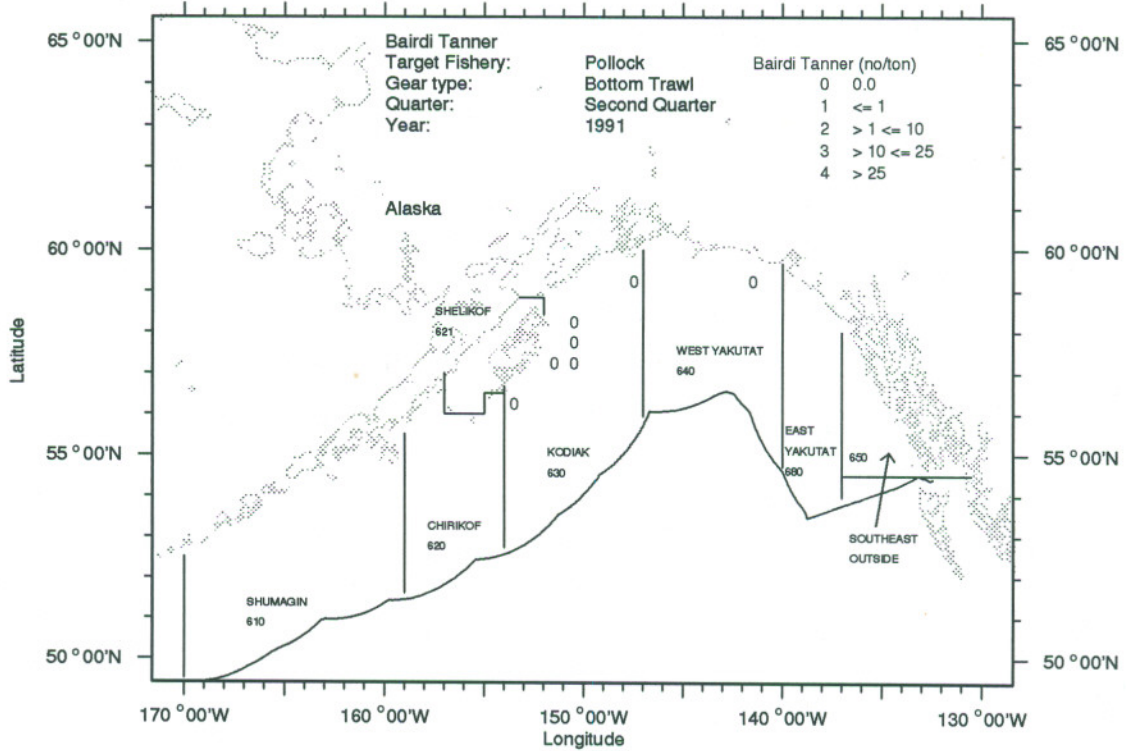 65°00'N
65°00'N
Bairdi Tanner
Target Fishery: Pollock
Gear type: Bottom Trawl
Quarter: Second Quarter
Year: 1991
Bairdi Tanner (no/ton)
0 0.0
1 <= 1
2 > 1 <= 10
3 > 10 <= 25
4 > 25
Alaska
60°00'N
60°00'N
0
0
SHELIKOF
621
0
0
0 0
0
Latitude
WEST YAKUTAT
640
55°00'N
55°00'N
KODIAK
630
EAST
YAKUTAT
680
650
CHIRIKOF
620
SOUTHEAST
OUTSIDE
SHUMAGIN
610
50°00'N
50°00'N
170°00'W
160°00'W
150°00'W
140°00'W
130°00'W
Longitude